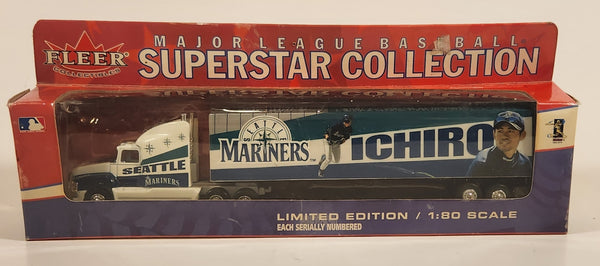 FLEER
COLLECTIBLES
MAJOR LEAGUE BASEBALL
SUPERSTAR COLLECTION
SEATTLE
MARINERS
SEATTLE
MARINERS™
ICHIRO
LIMITED EDITION / 1:80 SCALE
EACH SERIALLY NUMBERED